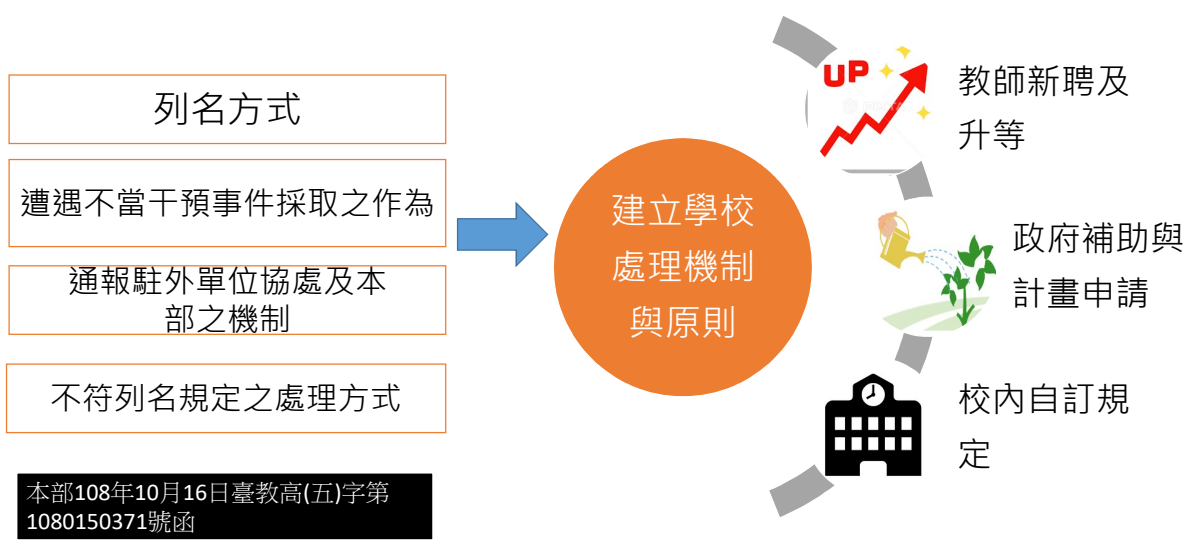 列名方式
遭遇不當干預事件採取之作為
通報駐外單位協處及本
部之機制
不符列名規定之處理方式
本部108年10月16日臺教高(五)字第
1080150371號函
建立學校
處理機制
與原則
UP
教師新聘及
升等
政府補助與
計畫申請
校內自訂規
定